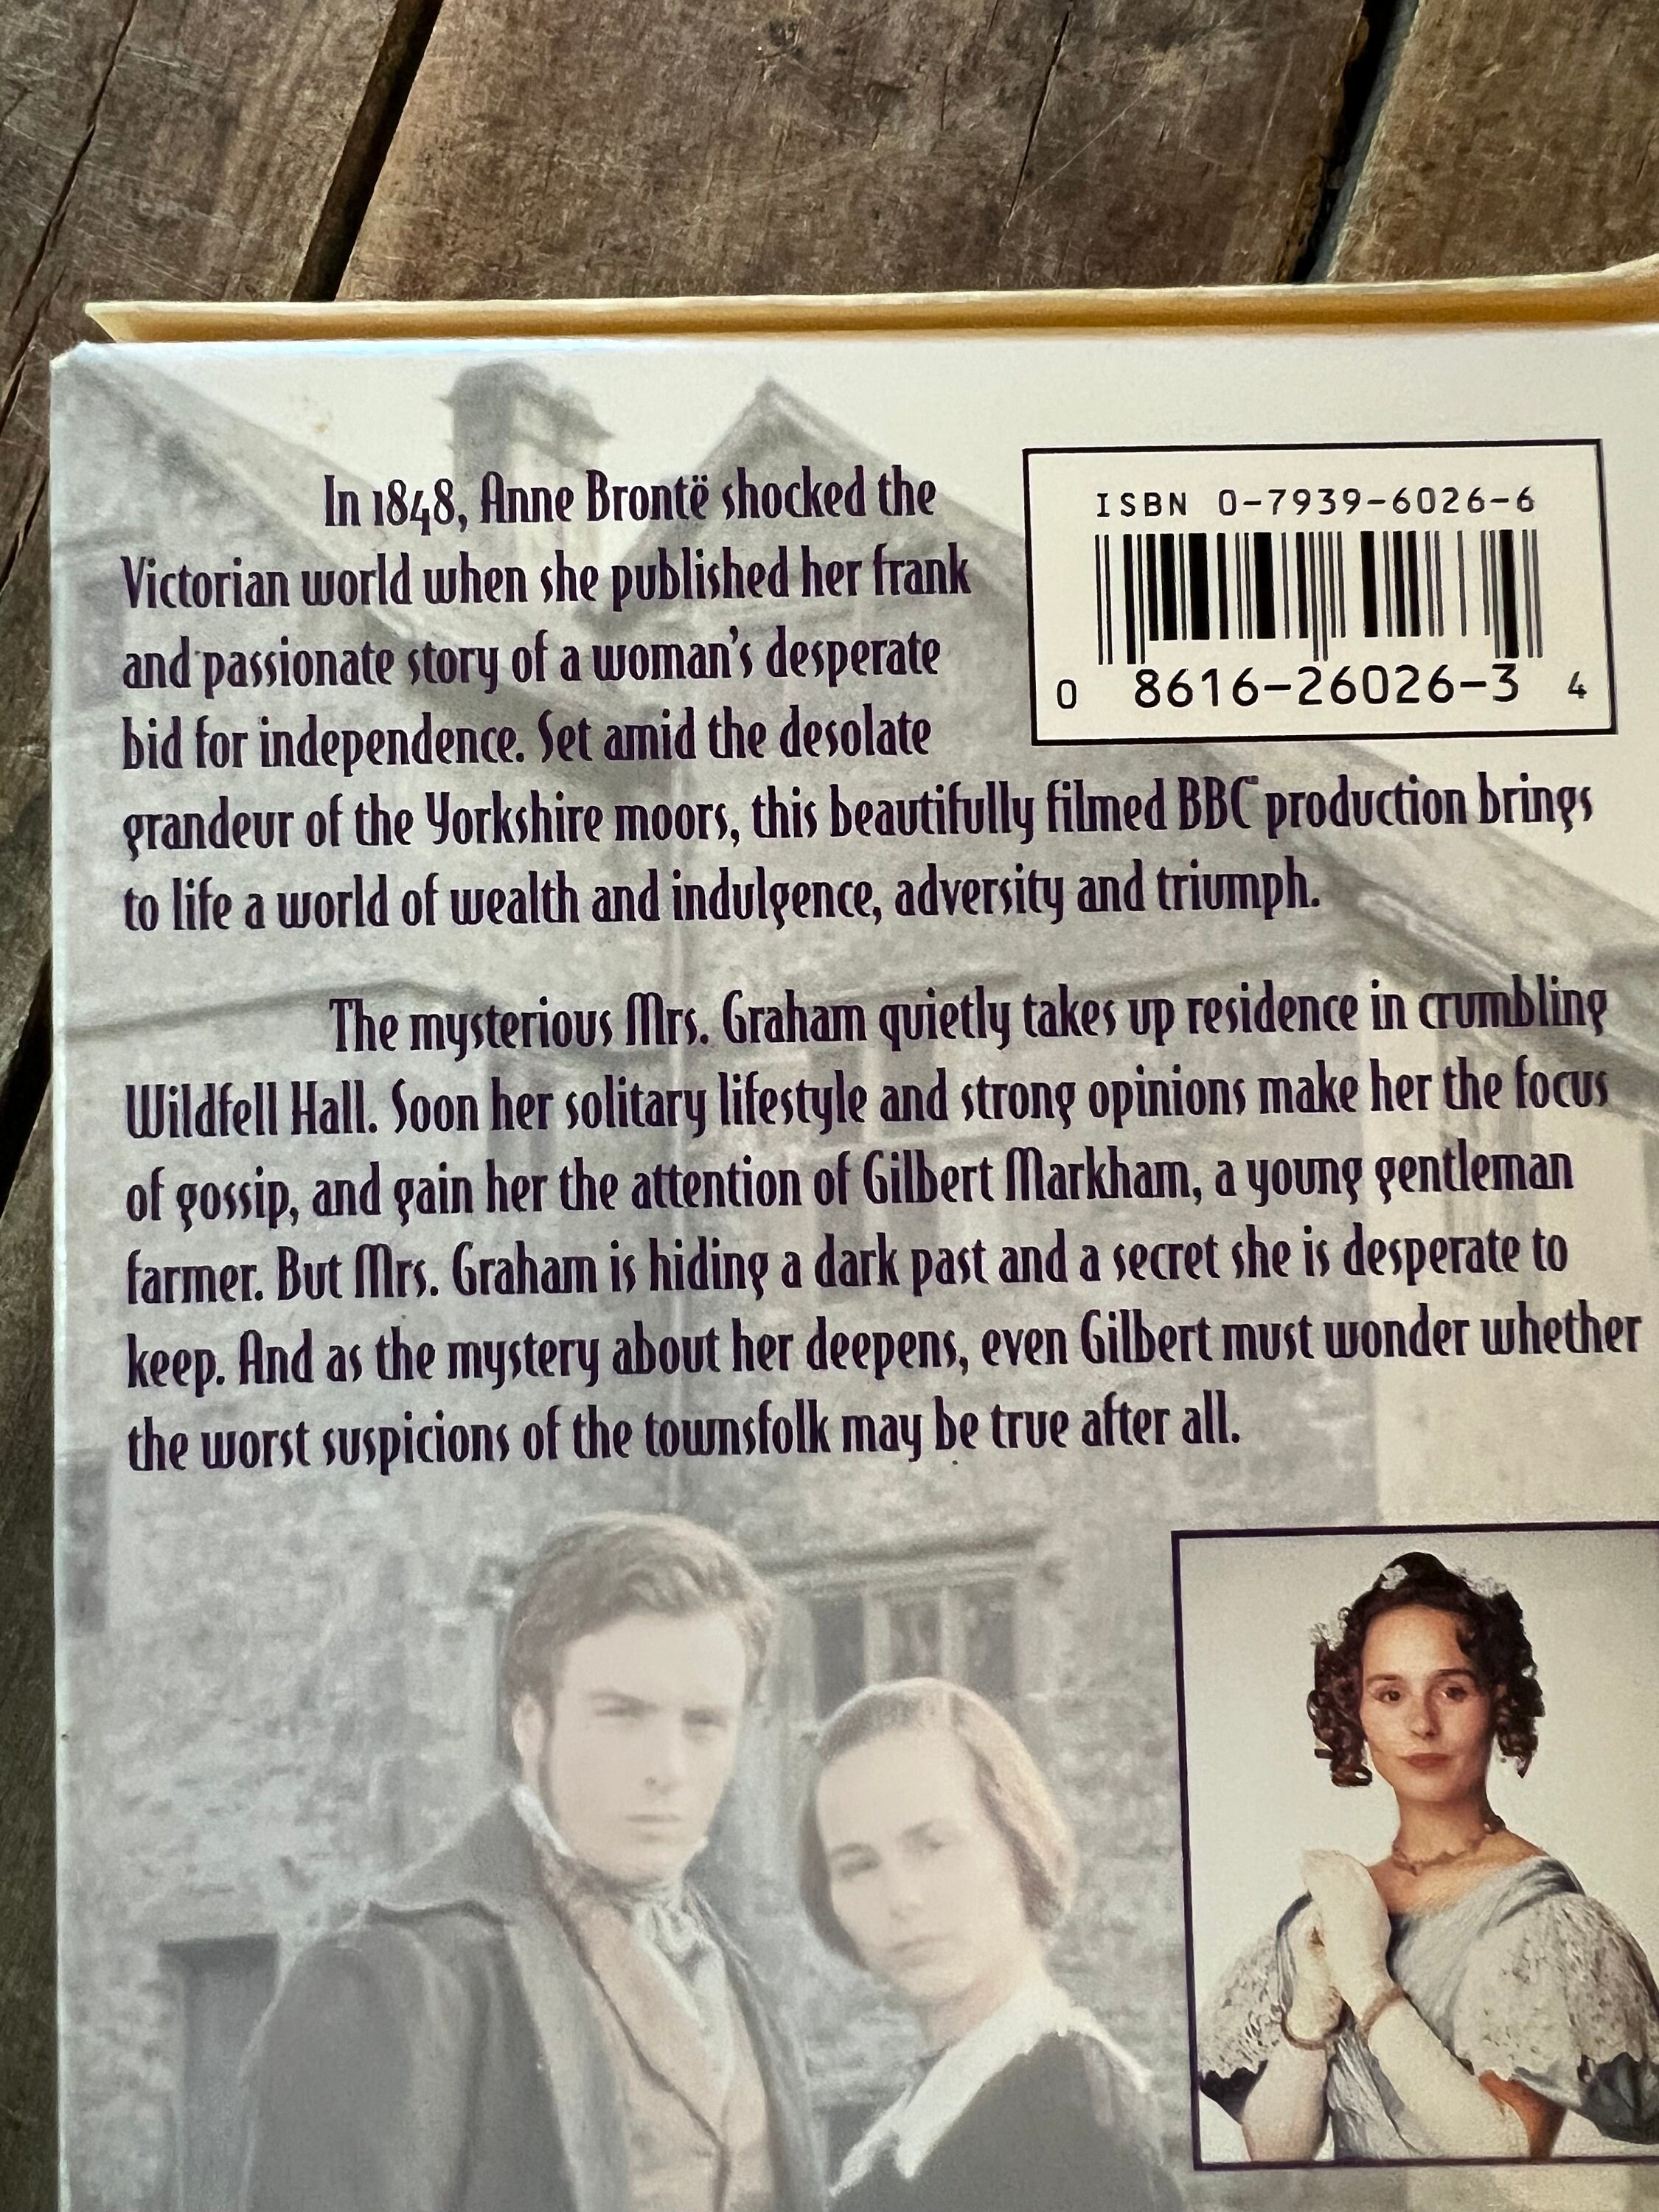 In 1848, Anne Brontë shocked the
Victorian world when she published her frank
and passionate story of a woman's desperate
bid for independence. Set amid the desolate
grandeur of the Yorkshire moors, this beautifully filmed BBC production brings
to life a world of wealth and indulgence, adversity and triumph.
ISBN 0-7939-6026-6
0 8616-26026-3 4
The mysterious Mrs. Graham quietly takes up residence in crumbling
Wildfell Hall. Soon her solitary lifestyle and strong opinions make her the focus
of gossip, and gain her the attention of Gilbert Markham, a young gentleman
farmer. But Mrs. Graham is hiding a dark past and a secret she is desperate to
keep. And as the mystery about her deepens, even Gilbert must wonder whether
the worst suspicions of the townsfolk may be true after all.